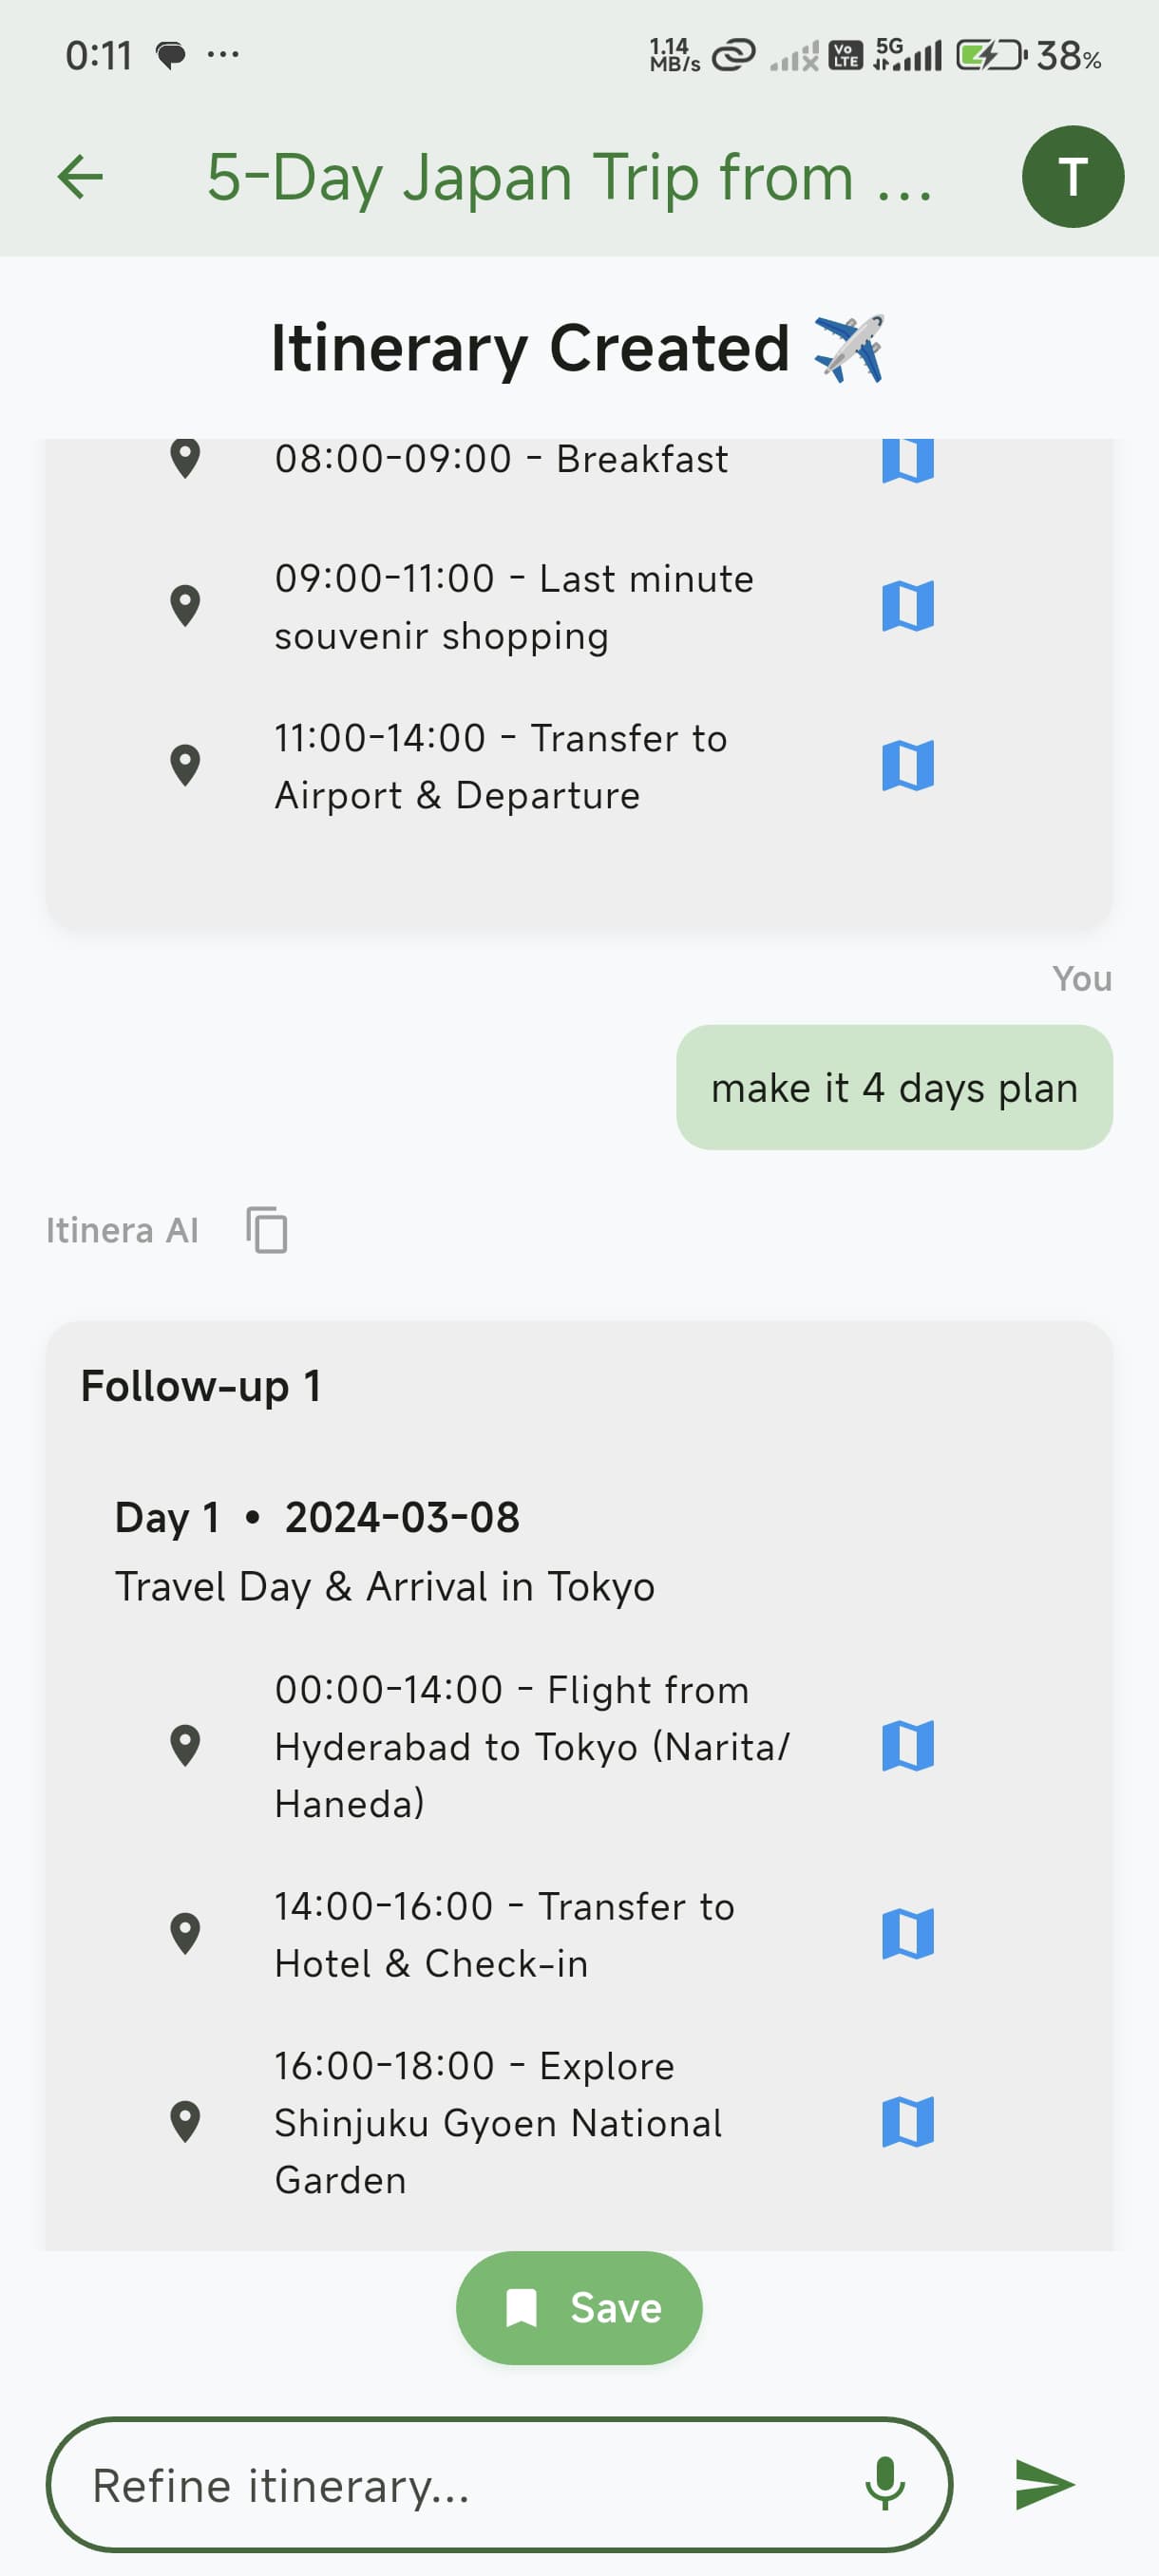 0:11 ... 1.14 MB/s Vo LTE 5G 38%
5-Day Japan Trip from ... T
Itinerary Created
08:00-09:00 - Breakfast
09:00-11:00 - Last minute
souvenir shopping
11:00-14:00 - Transfer to
Airport & Departure
You
make it 4 days plan
Itinera AI
Follow-up 1
Day 1 • 2024-03-08
Travel Day & Arrival in Tokyo
00:00-14:00 - Flight from
Hyderabad to Tokyo (Narita/
Haneda)
14:00-16:00 - Transfer to
Hotel & Check-in
16:00-18:00 - Explore
Shinjuku Gyoen National
Garden
Save
Refine itinerary...